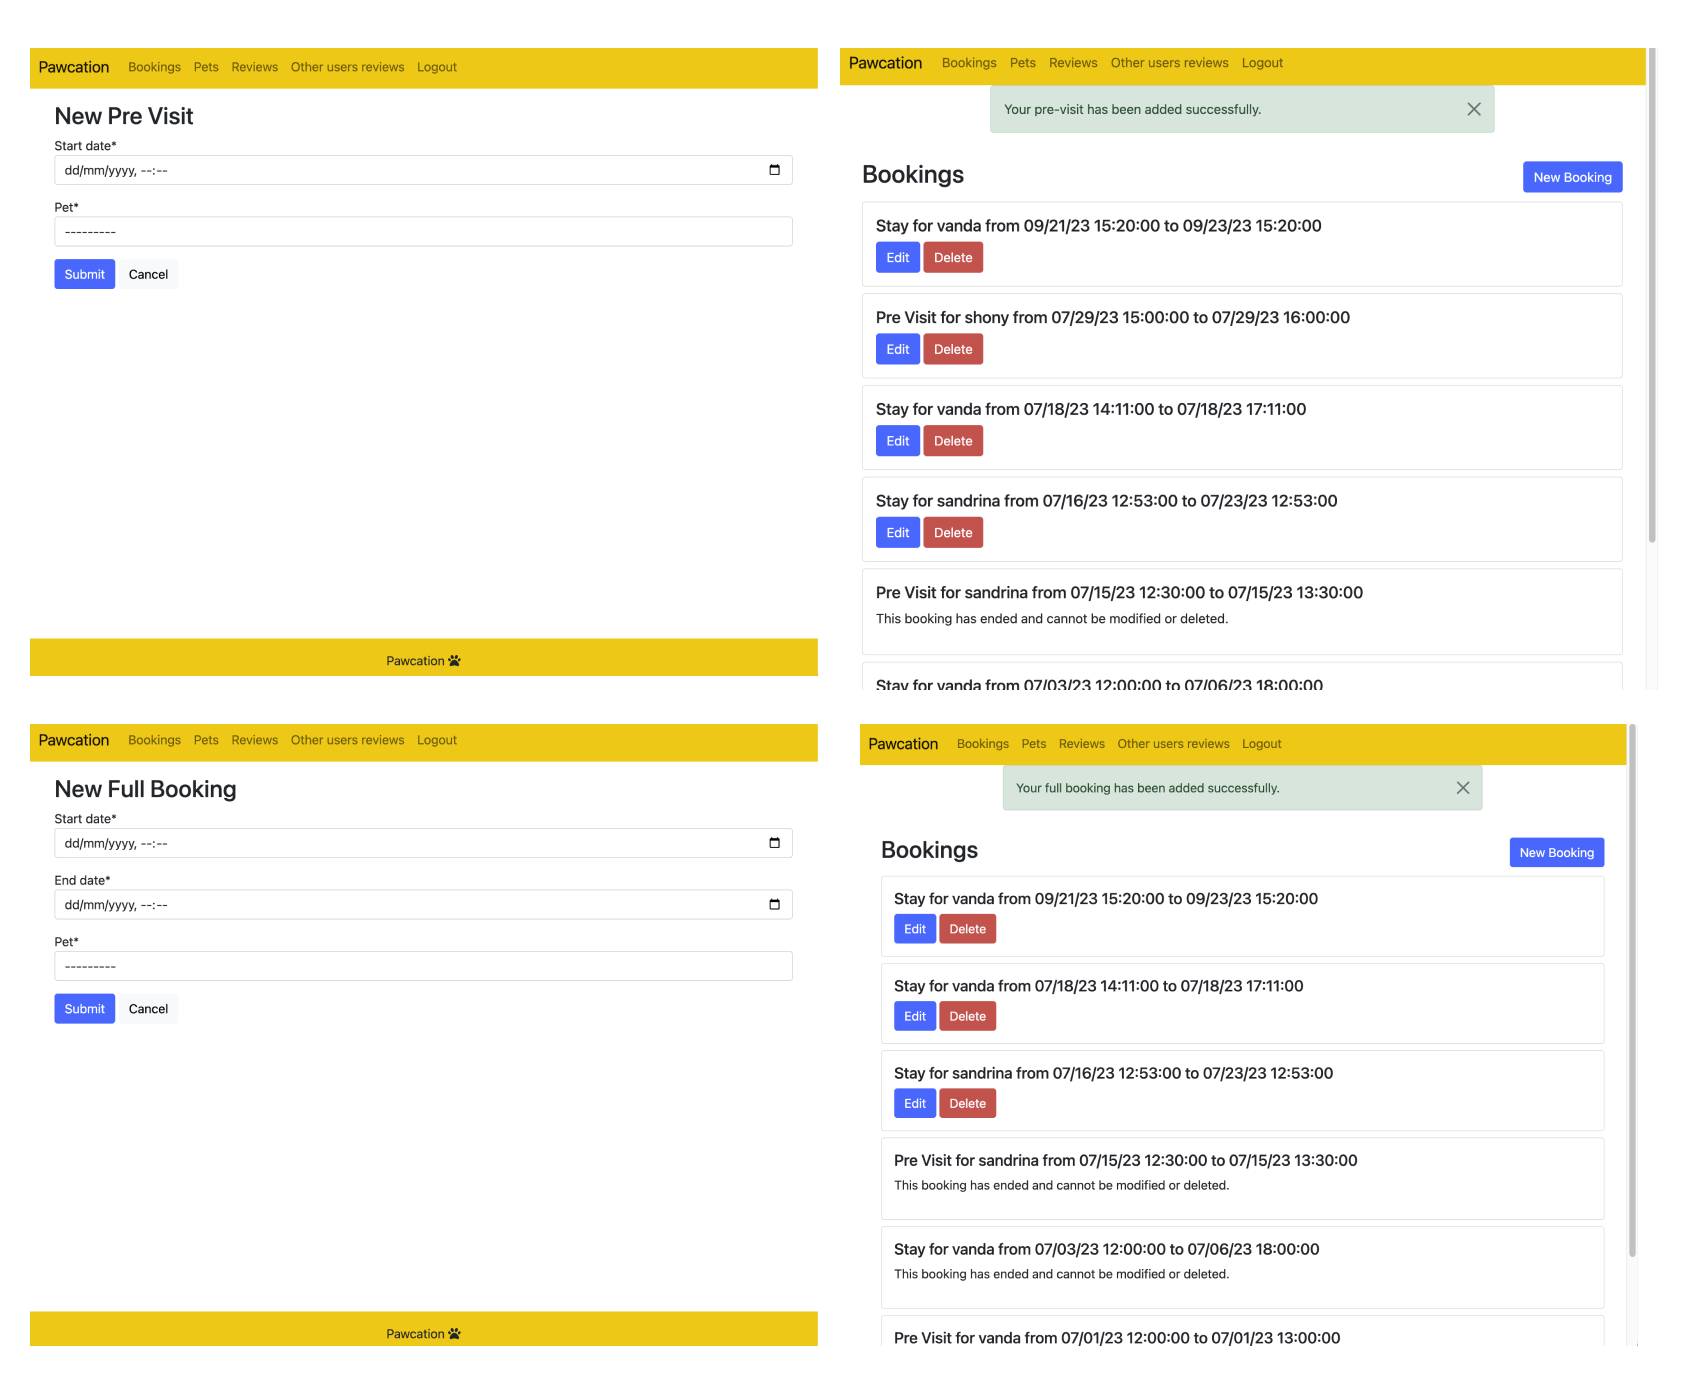 Pawcation Bookings Pets Reviews Other users reviews Logout
New Pre Visit
Start date*
dd/mm/yyyy, --:--
Pet*
---------
Submit Cancel
Pawcation
Pawcation Bookings Pets Reviews Other users reviews Logout
Your pre-visit has been added successfully.
Bookings New Booking
Stay for vanda from 09/21/23 15:20:00 to 09/23/23 15:20:00
Edit Delete
Pre Visit for shony from 07/29/23 15:00:00 to 07/29/23 16:00:00
Edit Delete
Stay for vanda from 07/18/23 14:11:00 to 07/18/23 17:11:00
Edit Delete
Stay for sandrina from 07/16/23 12:53:00 to 07/23/23 12:53:00
Edit Delete
Pre Visit for sandrina from 07/15/23 12:30:00 to 07/15/23 13:30:00
This booking has ended and cannot be modified or deleted.
Stay for vanda from 07/03/23 12:00:00 to 07/06/23 18:00:00
Pawcation Bookings Pets Reviews Other users reviews Logout
New Full Booking
Start date*
dd/mm/yyyy, --:--
End date*
dd/mm/yyyy, --:--
Pet*
---------
Submit Cancel
Pawcation
Pawcation Bookings Pets Reviews Other users reviews Logout
Your full booking has been added successfully.
Bookings New Booking
Stay for vanda from 09/21/23 15:20:00 to 09/23/23 15:20:00
Edit Delete
Stay for vanda from 07/18/23 14:11:00 to 07/18/23 17:11:00
Edit Delete
Stay for sandrina from 07/16/23 12:53:00 to 07/23/23 12:53:00
Edit Delete
Pre Visit for sandrina from 07/15/23 12:30:00 to 07/15/23 13:30:00
This booking has ended and cannot be modified or deleted.
Stay for vanda from 07/03/23 12:00:00 to 07/06/23 18:00:00
This booking has ended and cannot be modified or deleted.
Pre Visit for vanda from 07/01/23 12:00:00 to 07/01/23 13:00:00